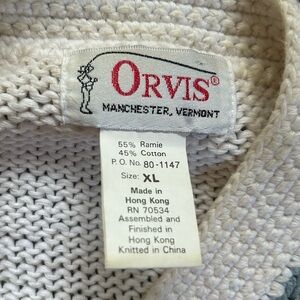 ORVIS®
MANCHESTER, VERMONT
55% Ramie
45% Cotton
P.O. No. 80-1147
Size: XL
Made in
Hong Kong
RN 70534
Assembled and
Finished in
Hong Kong
Knitted in China